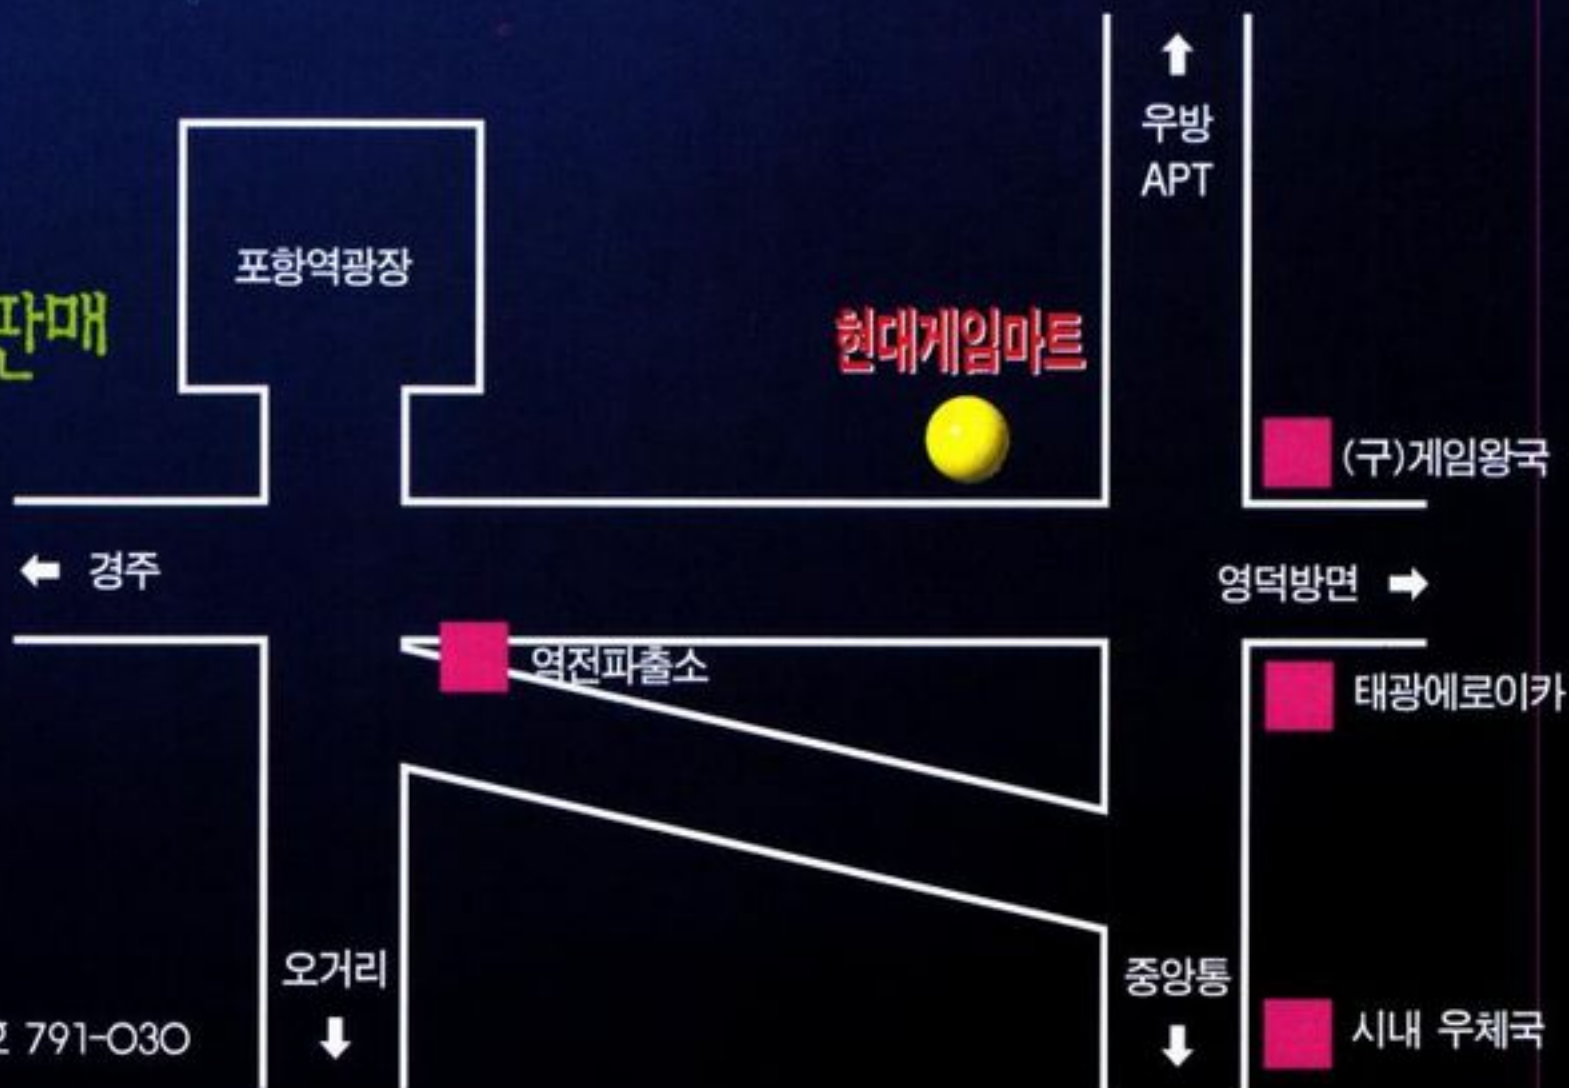 우방
APT
포항역광장
판매
현대게임마트
(구)게임왕국
경주
영덕방면
역전파출소
태광에로이카
오거리
중앙통
791-030
시내 우체국